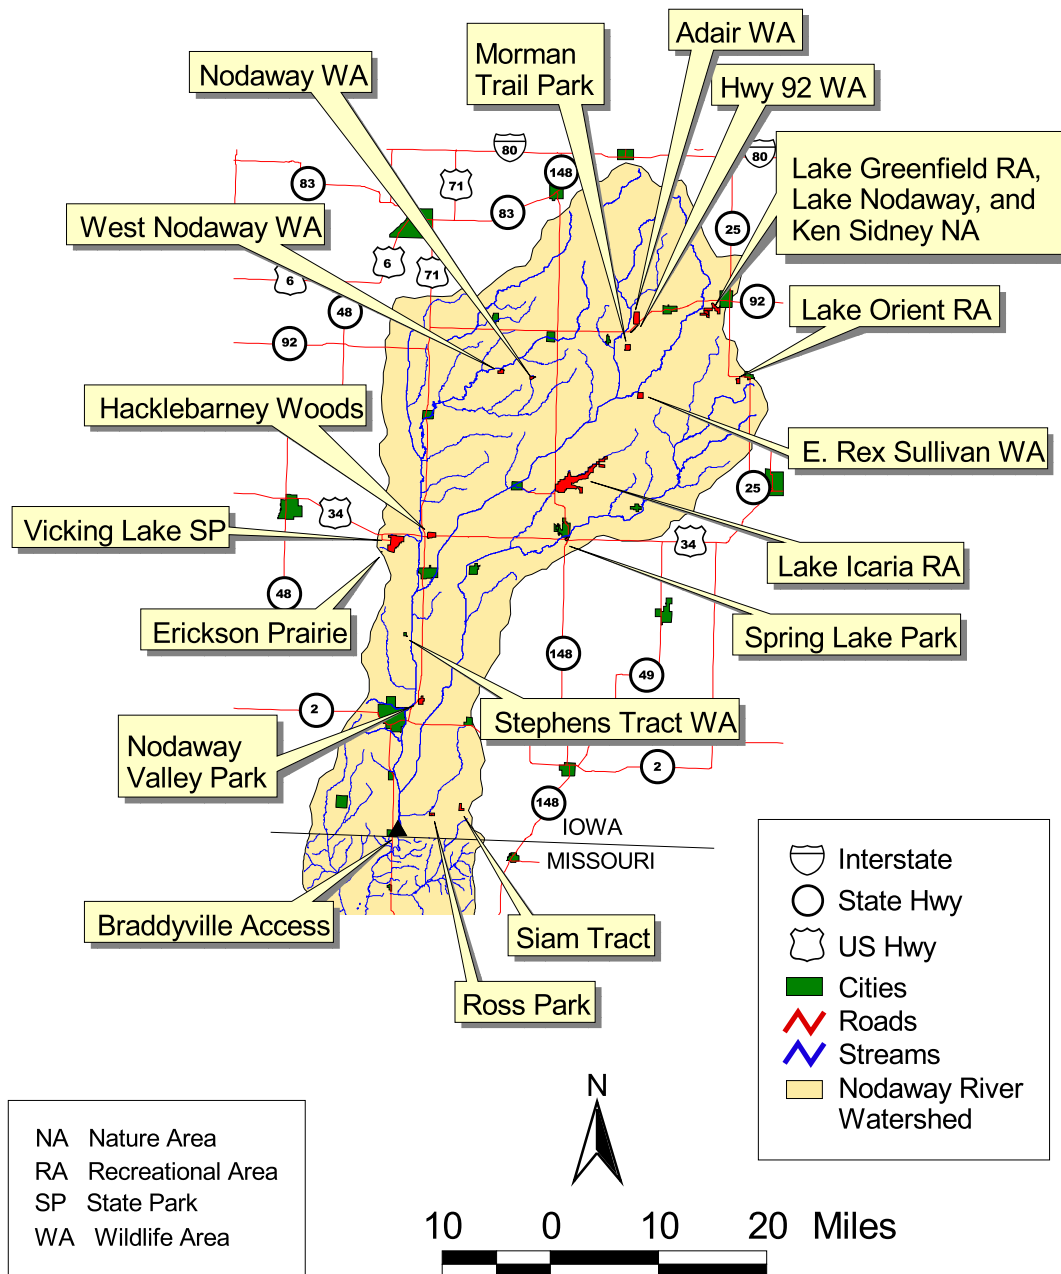 Adair WA
Morman
Trail Park
Nodaway WA
Hwy 92 WA
80
80
Lake Greenfield RA,
Lake Nodaway, and
Ken Sidney NA
148
83
71
83
West Nodaway WA
25
6
71
6
48
92
Lake Orient RA
92
Hacklebarney Woods
E. Rex Sullivan WA
25
34
Vicking Lake SP
34
Lake Icaria RA
48
Erickson Prairie
Spring Lake Park
148
49
2
Stephens Tract WA
Nodaway
Valley Park
2
148
IOWA
MISSOURI
Braddyville Access
Siam Tract
Ross Park
Interstate
State Hwy
US Hwy
Cities
Roads
Streams
Nodaway River
Watershed
N
NA Nature Area
RA Recreational Area
SP State Park
WA Wildlife Area
10 0 10 20 Miles